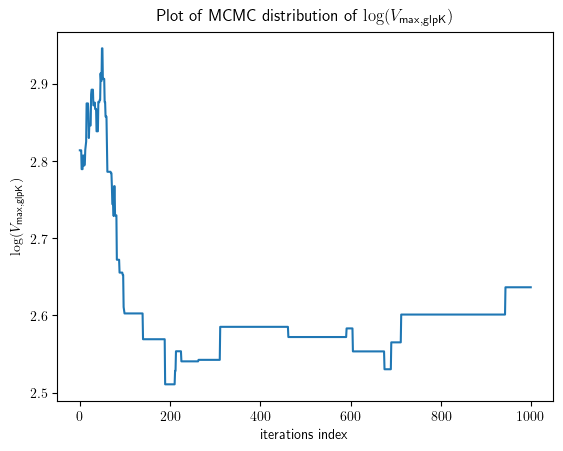 Plot of MCMC distribution of log(V_max,glpK)
log(V_max,glpK)
2.9
2.8
2.7
2.6
2.5
0 200 400 600 800 1000
iterations index